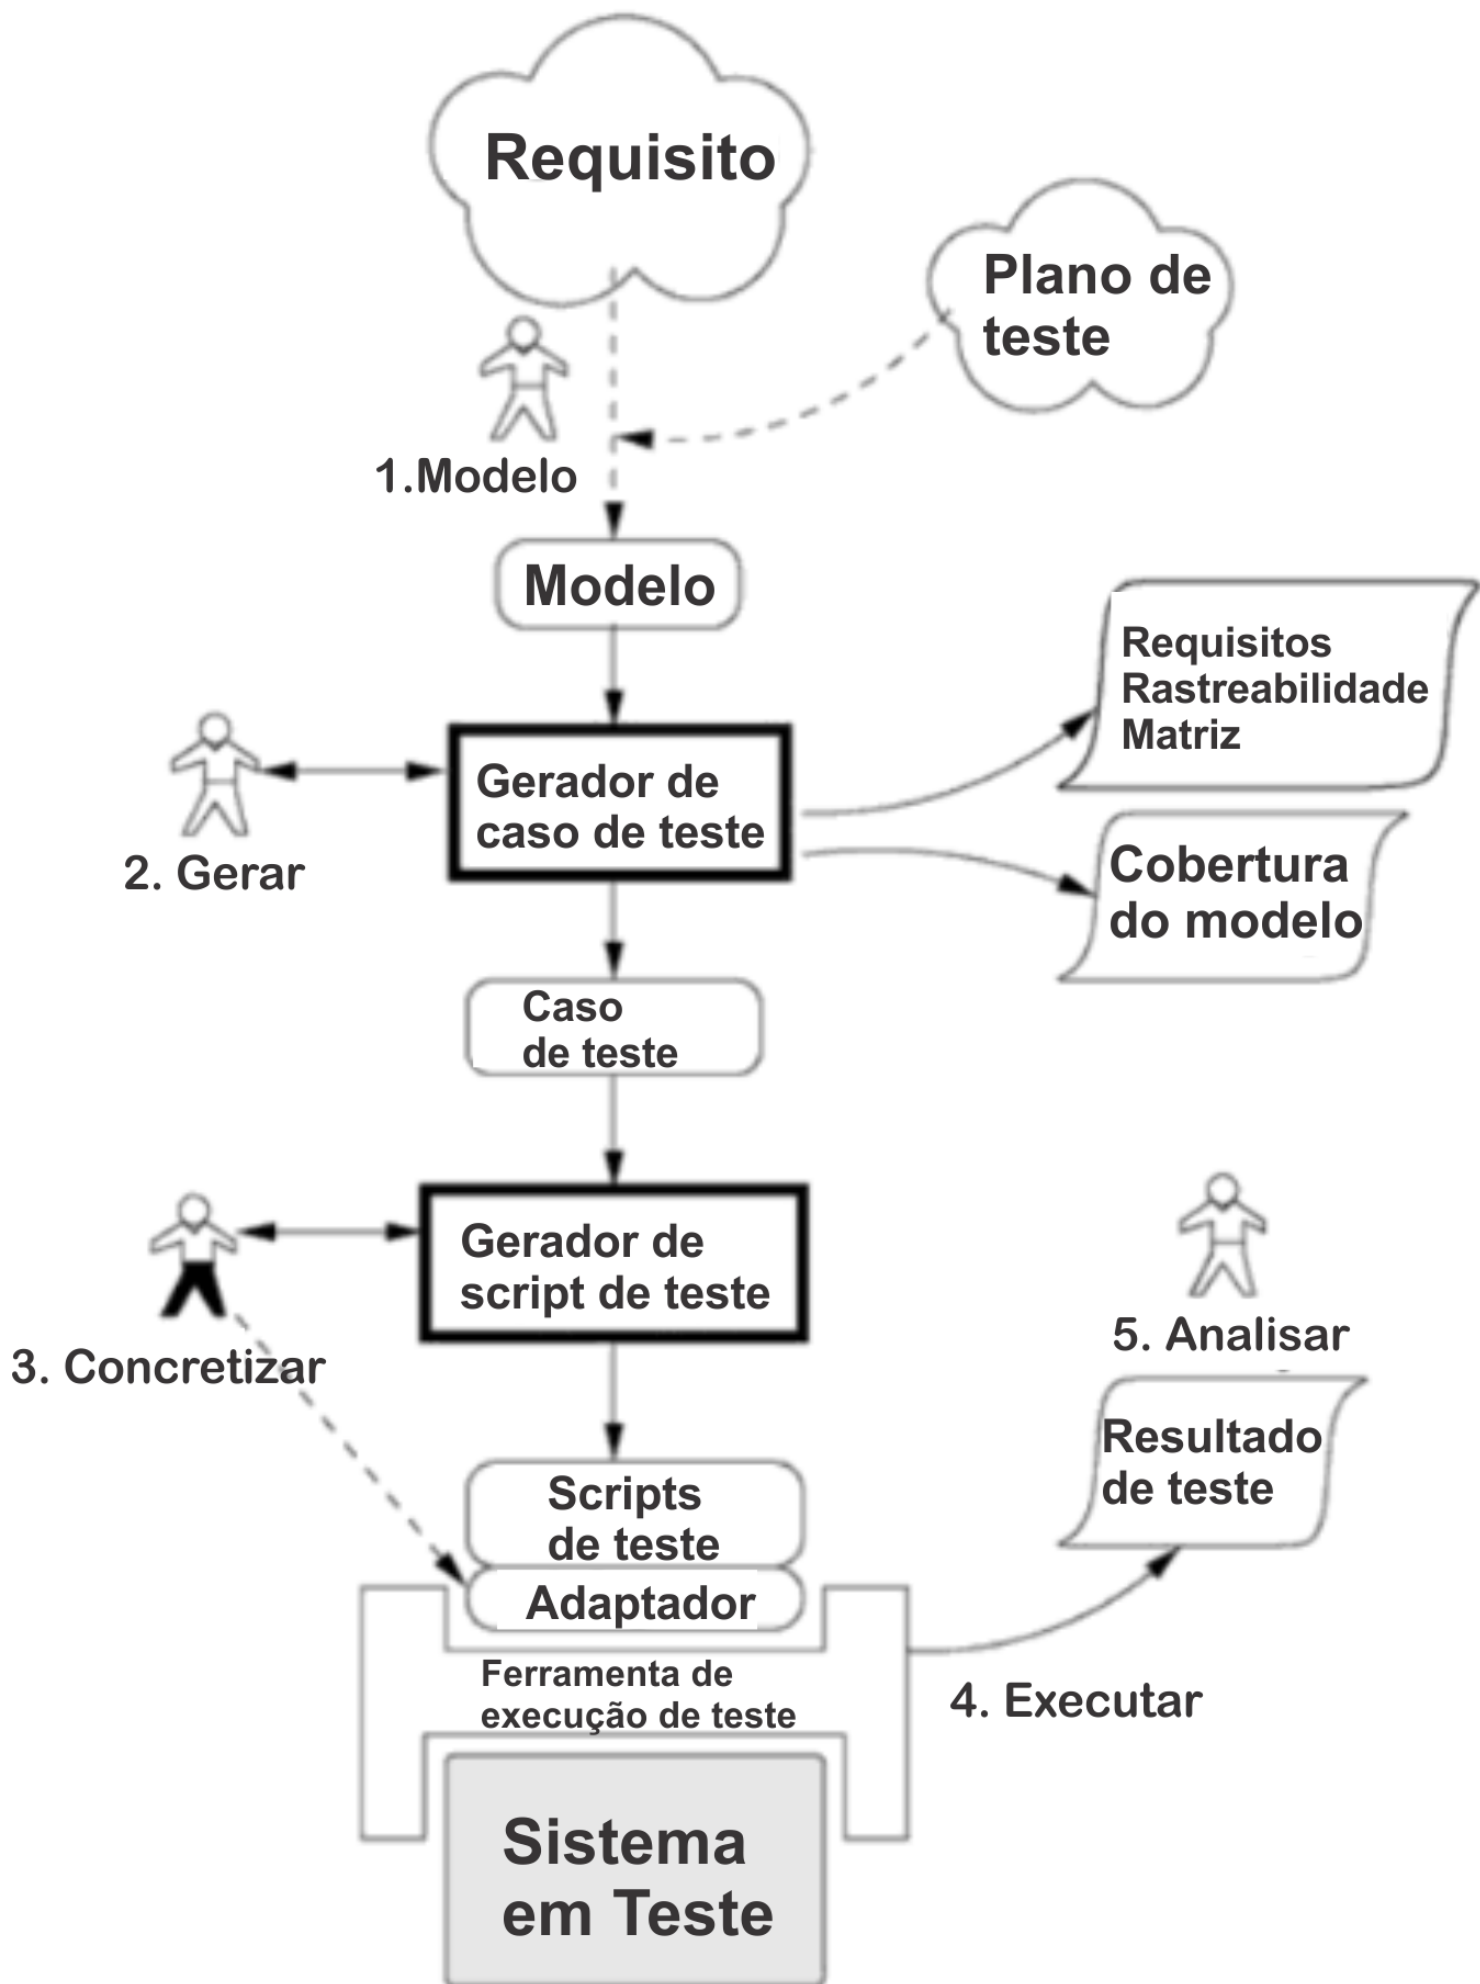 Requisito
Plano de
teste
1.Modelo
Modelo
Requisitos
Rastreabilidade
Matriz
Gerador de
caso de teste
2. Gerar
Cobertura
do modelo
Caso
de teste
Gerador de
script de teste
3. Concretizar
5. Analisar
Resultado
de teste
Scripts
de teste
Adaptador
Ferramenta de
execução de teste
4. Executar
Sistema
em Teste